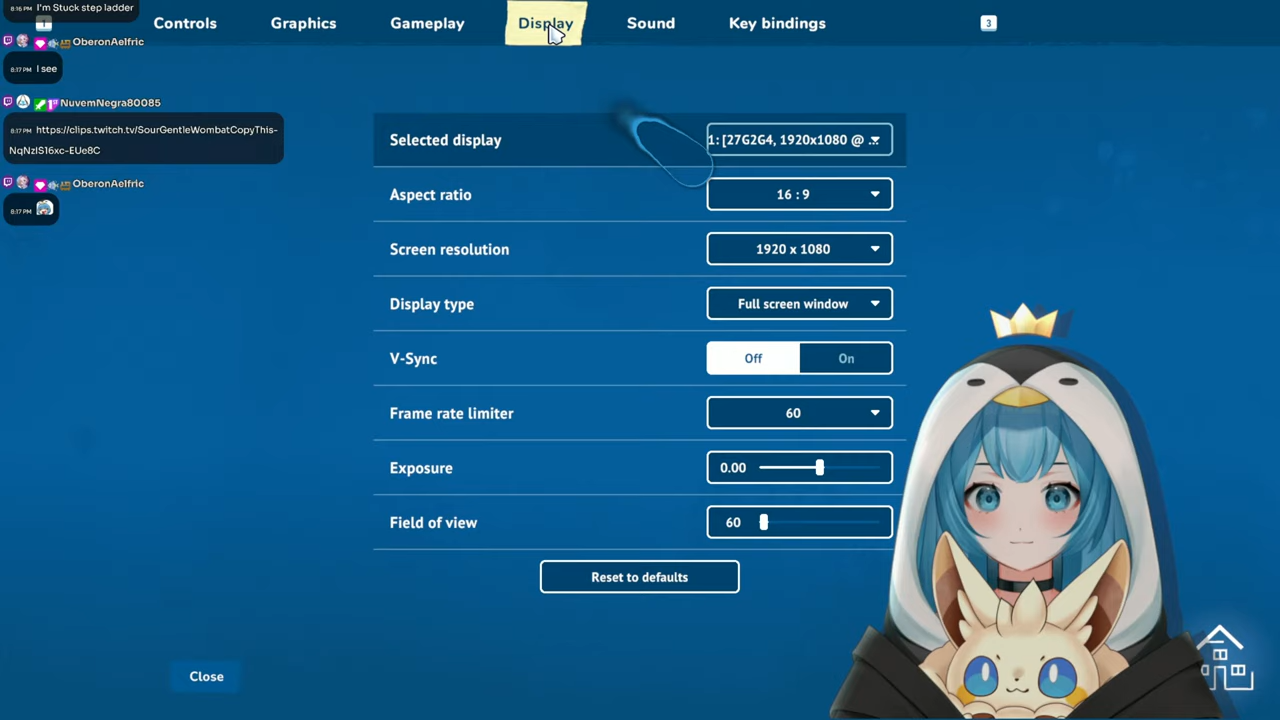 8:16 PM I'm Stuck step ladder
1
Controls
Graphics
Gameplay
Display
Sound
Key bindings
3
OberonAelfric
8:17 PM I see
NuvemNegra80085
8:17 PM https://clips.twitch.tv/SourGentleWombatCopyThis-
NqNzlS16xc-EUe8C
OberonAelfric
8:17 PM
Selected display
1: [27G2G4, 1920x1080 @ ...
Aspect ratio
16 : 9
Screen resolution
1920 x 1080
Display type
Full screen window
V-Sync
Off
On
Frame rate limiter
60
Exposure
0.00
Field of view
60
Reset to defaults
Close